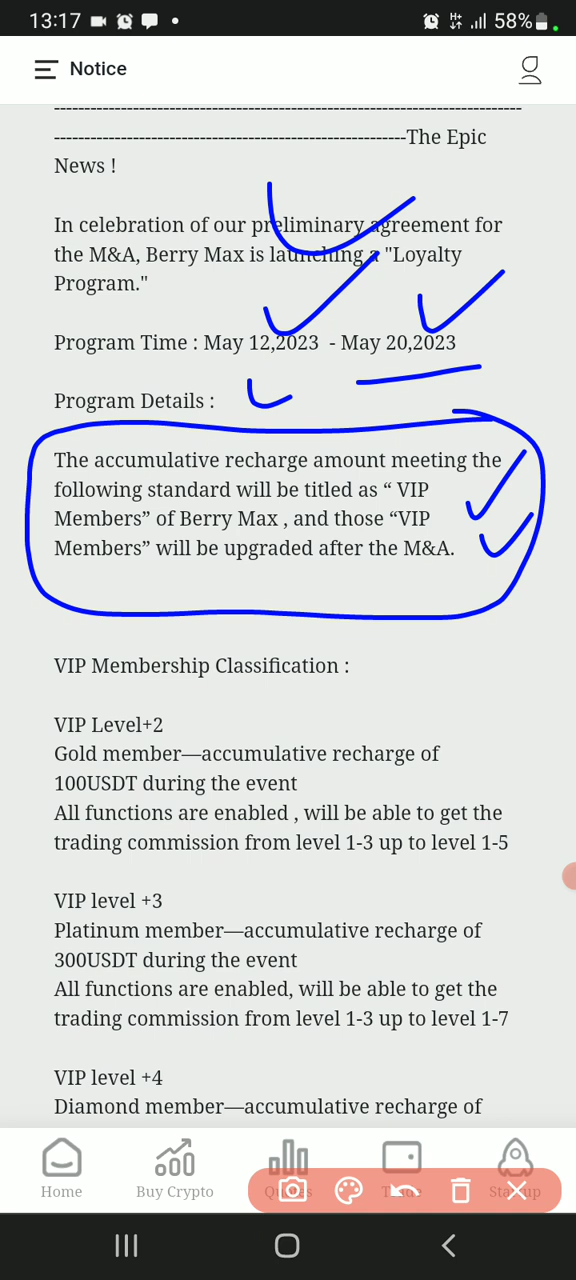 13:17
58%
Notice
--------------------------------------------------------------------------------
------------------------------------------------------------The Epic
News !
In celebration of our preliminary agreement for
the M&A, Berry Max is launching a "Loyalty
Program."
Program Time : May 12,2023 - May 20,2023
Program Details :
The accumulative recharge amount meeting the
following standard will be titled as “ VIP
Members” of Berry Max , and those “VIP
Members” will be upgraded after the M&A.
VIP Membership Classification :
VIP Level+2
Gold member—accumulative recharge of
100USDT during the event
All functions are enabled , will be able to get the
trading commission from level 1-3 up to level 1-5
VIP level +3
Platinum member—accumulative recharge of
300USDT during the event
All functions are enabled, will be able to get the
trading commission from level 1-3 up to level 1-7
VIP level +4
Diamond member—accumulative recharge of
Home
Buy Crypto